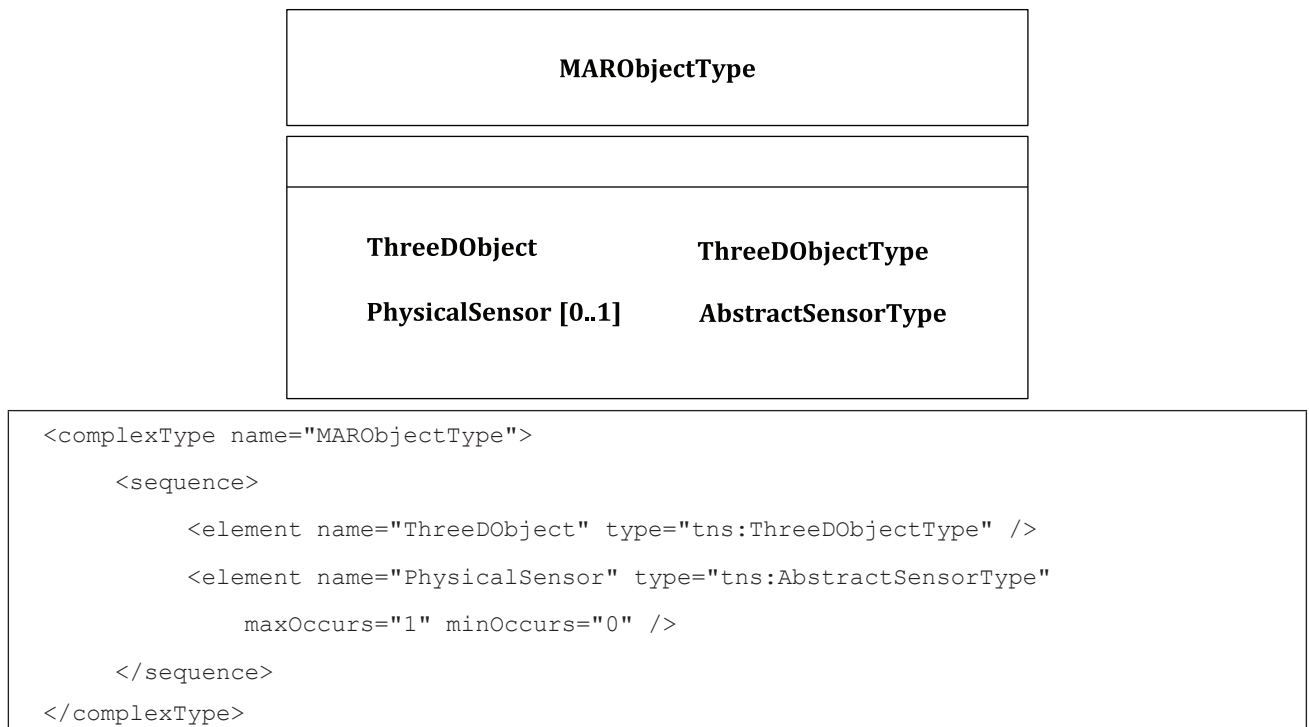 MARObjectType
ThreeDObject ThreeDObjectType
PhysicalSensor [0..1] AbstractSensorType
<complexType name="MARObjectType">
<sequence>
<element name="ThreeDObject" type="tns:ThreeDObjectType" />
<element name="PhysicalSensor" type="tns:AbstractSensorType"
maxOccurs="1" minOccurs="0" />
</sequence>
</complexType>